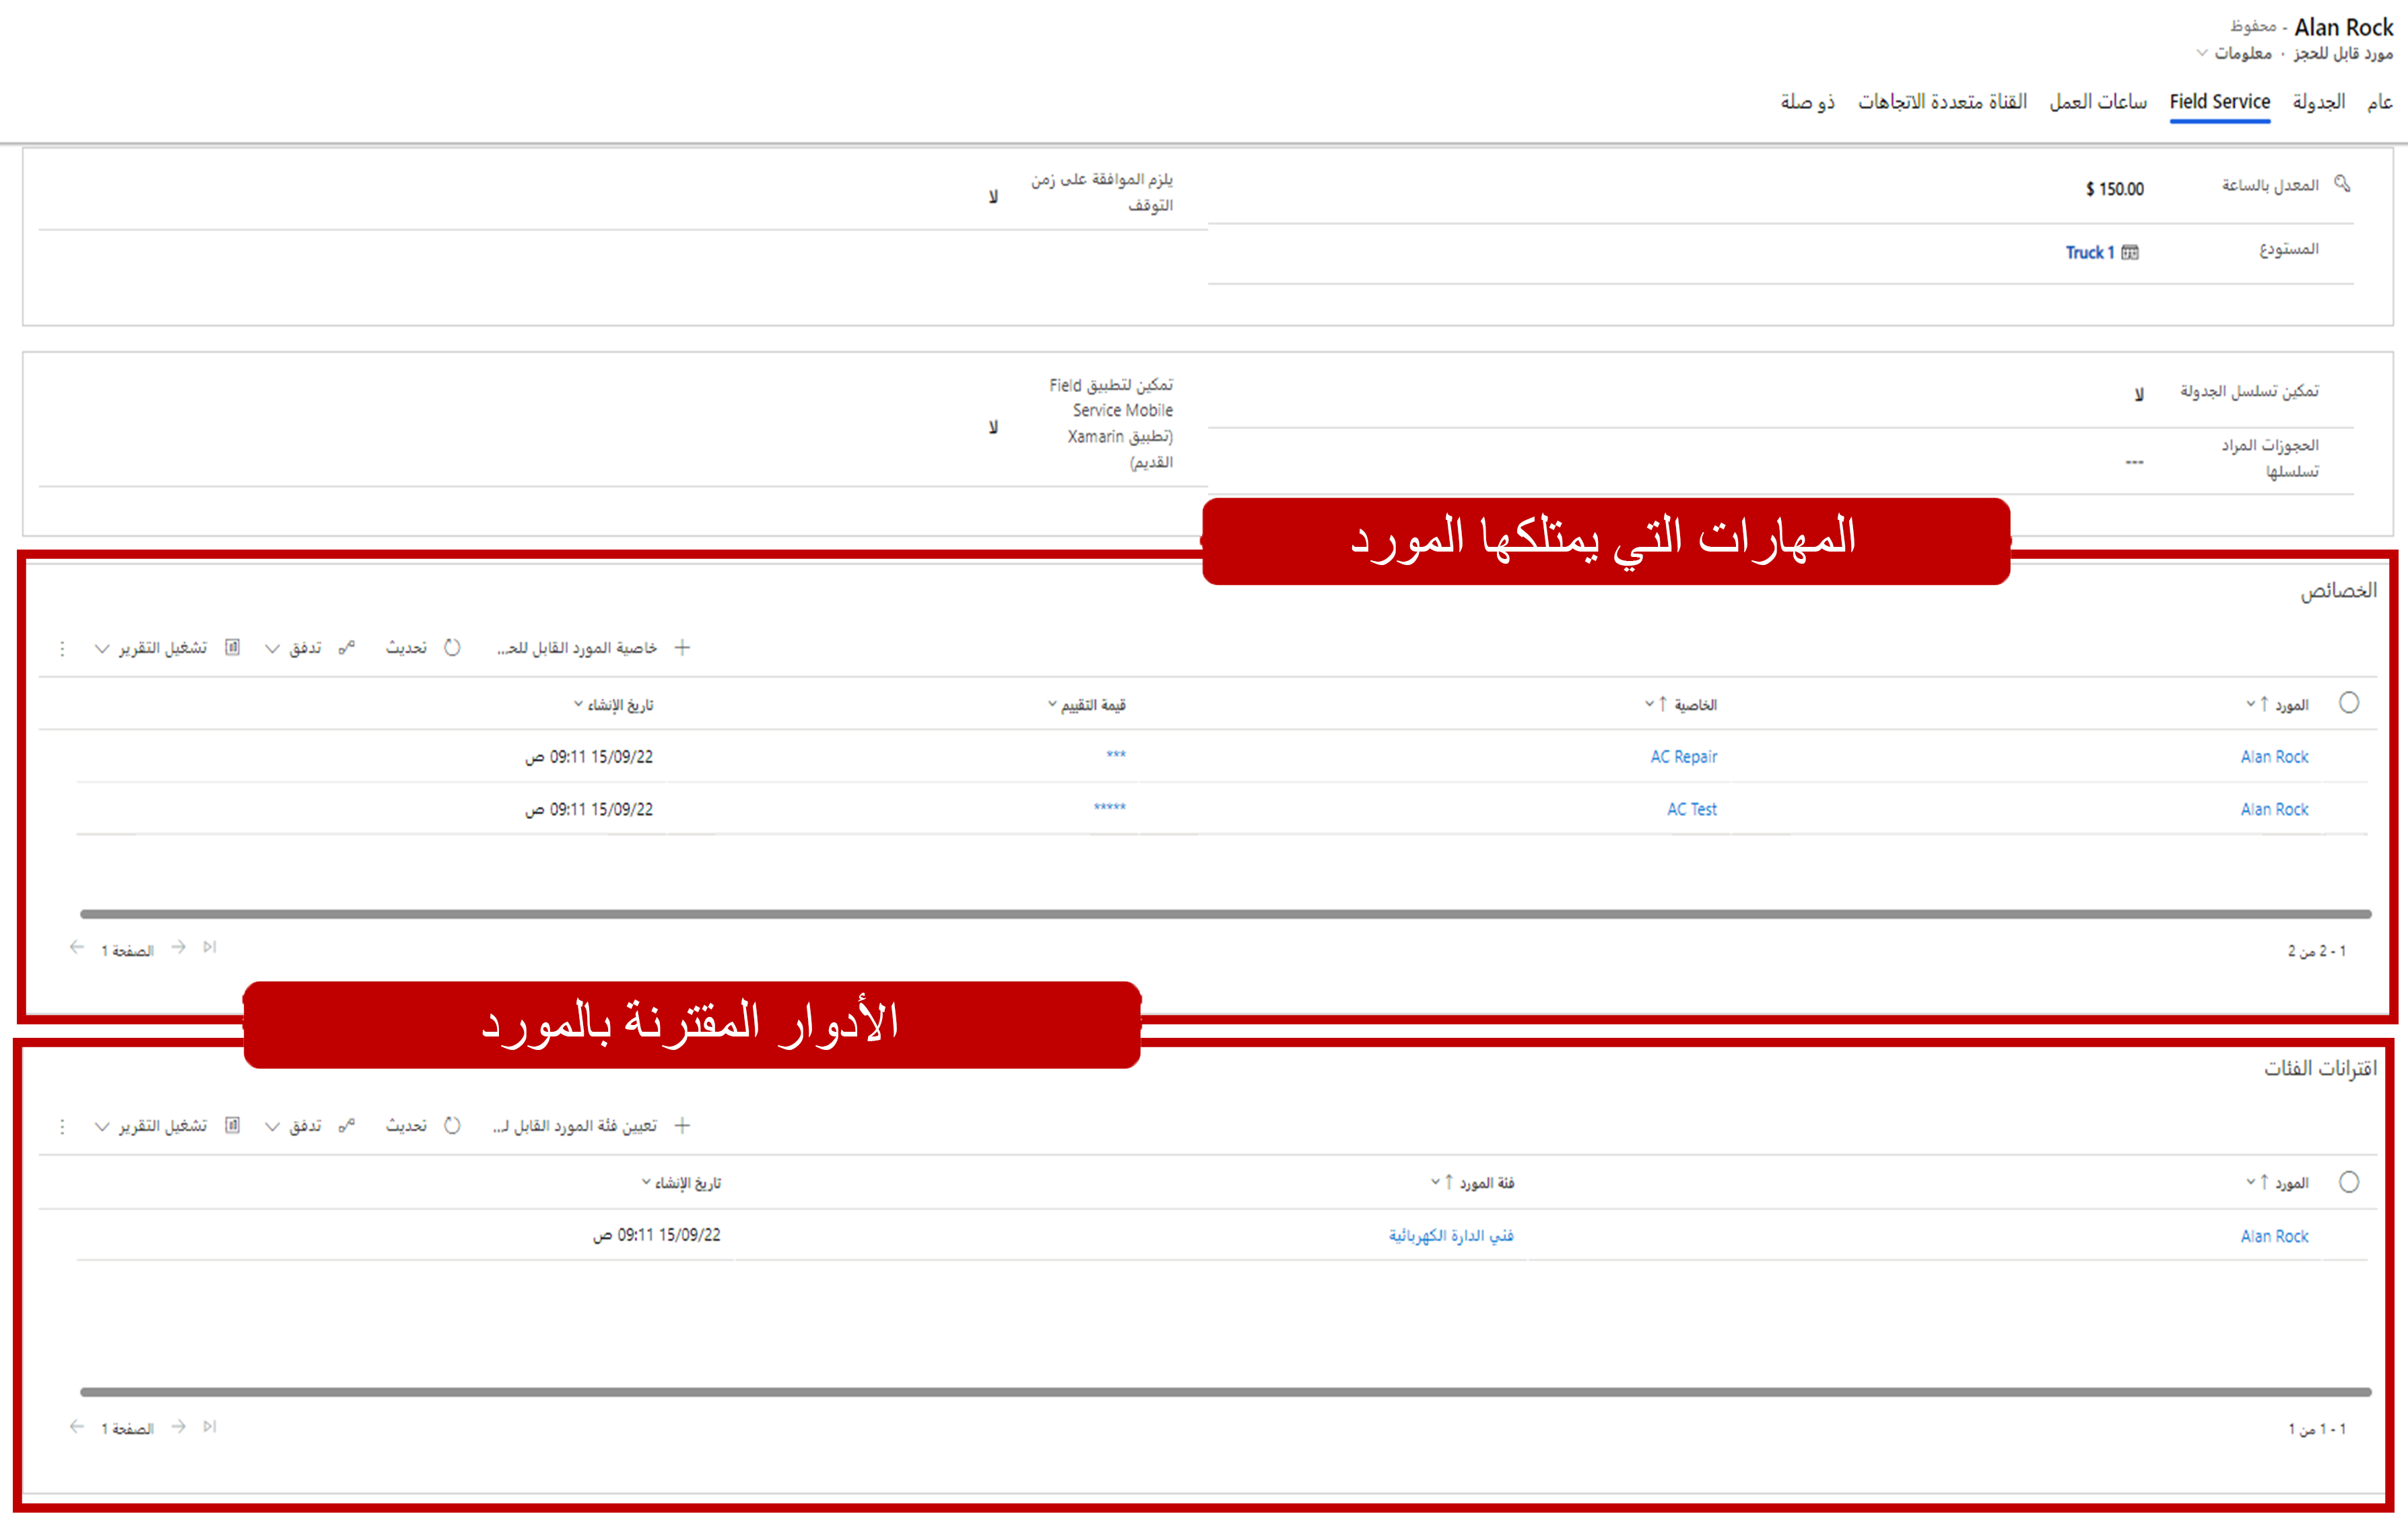 Alan Rock - محفوظ
مورد قابل للحجز · معلومات
عام الجدولة Field Service ساعات العمل القناة متعددة الاتجاهات ذو صلة
المعدل بالساعة $ 150.00
المستودع Truck 1
يلزم الموافقة على زمن
التوقف
لا
تمكين تسلسل الجدولة لا
الحجوزات المراد
تسلسلها
---
تمكين لتطبيق Field
Service Mobile
(تطبيق Xamarin
القديم)
لا
المهارات التي يمتلكها المورد
الخصائص
+ خاصية المورد القابل للحـ... تحديث تدفق تشغيل التقرير
المورد ↑ الخاصية ↑ قيمة التقييم تاريخ الإنشاء
Alan Rock AC Repair *** 15/09/22 09:11 ص
Alan Rock AC Test ***** 15/09/22 09:11 ص
1 - 2 من 2 الصفحة 1
الأدوار المقترنة بالمورد
اقترانات الفئات
+ تعيين فئة المورد القابل لـ... تحديث تدفق تشغيل التقرير
المورد ↑ فئة المورد ↑ تاريخ الإنشاء
Alan Rock فني الدارة الكهربائية 15/09/22 09:11 ص
1 - 1 من 1 الصفحة 1